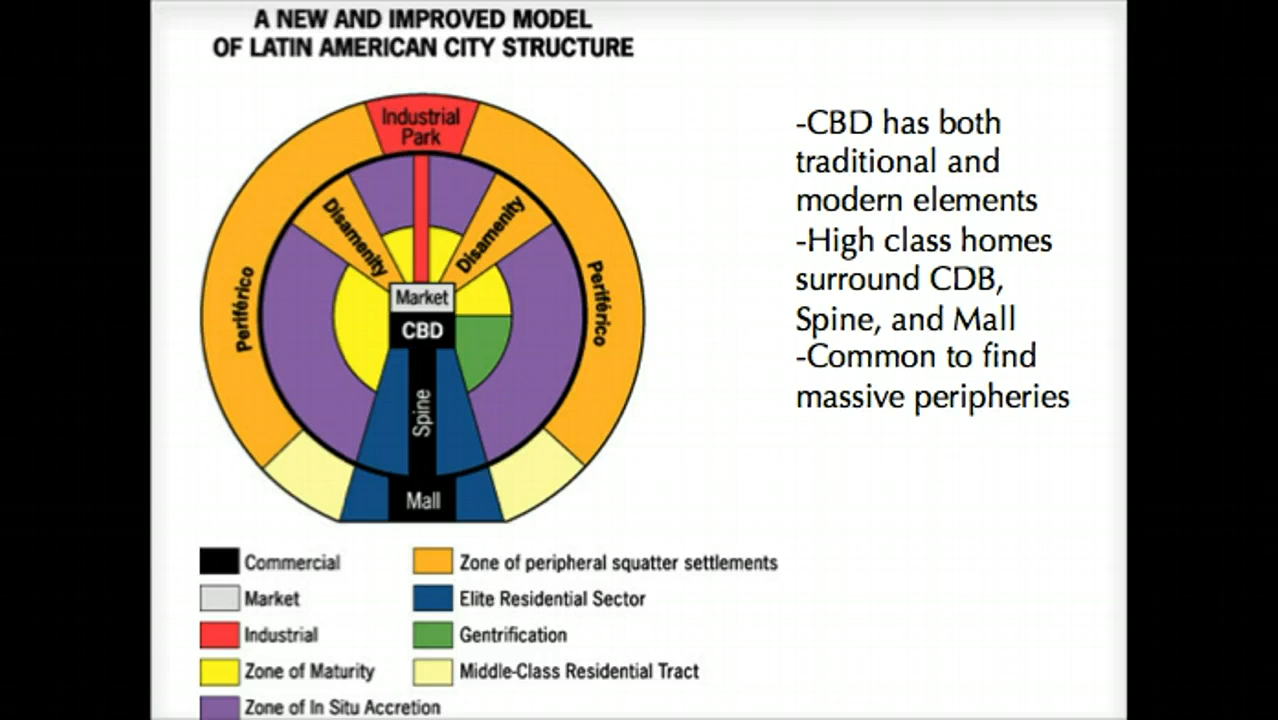 A NEW AND IMPROVED MODEL
OF LATIN AMERICAN CITY STRUCTURE
Industrial
Park
Disamenity
Disamenity
Periférico
Periférico
Market
CBD
Spine
Mall
-CBD has both
traditional and
modern elements
-High class homes
surround CDB,
Spine, and Mall
-Common to find
massive peripheries
Commercial
Market
Industrial
Zone of Maturity
Zone of In Situ Accretion
Zone of peripheral squatter settlements
Elite Residential Sector
Gentrification
Middle-Class Residential Tract